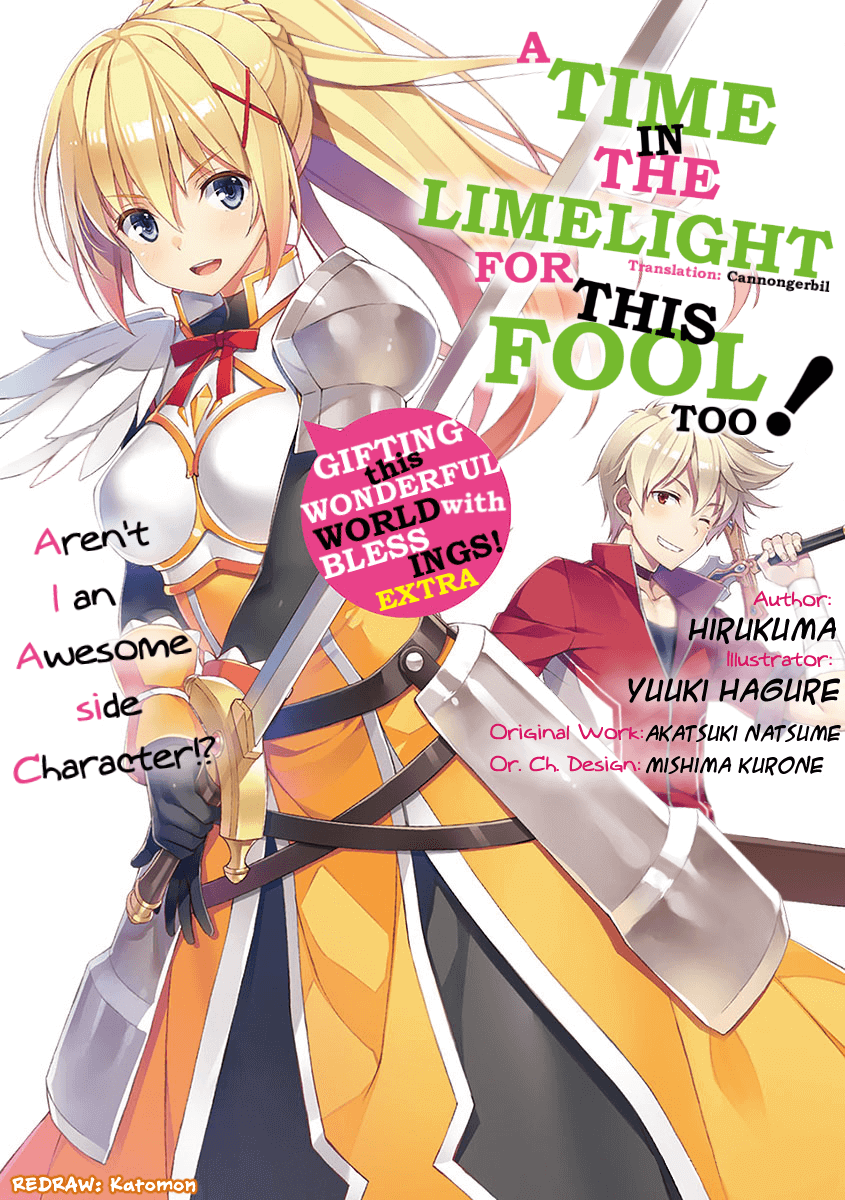 A
TIME
IN
THE
LIMELIGHT
FOR
Translation: Cannongerbil
THIS
FOOL
TOO!
GIFTING
this
WONDERFUL
WORLD with
BLESS
INGS!
EXTRA
Aren't
I an
Awesome
side
Character!?
Author:
HIRUKUMA
Illustrator:
YUUKI HAGURE
Original Work: AKATSUKI NATSUME
Or. Ch. Design: MISHIMA KURONE
REDRAW: Katomon